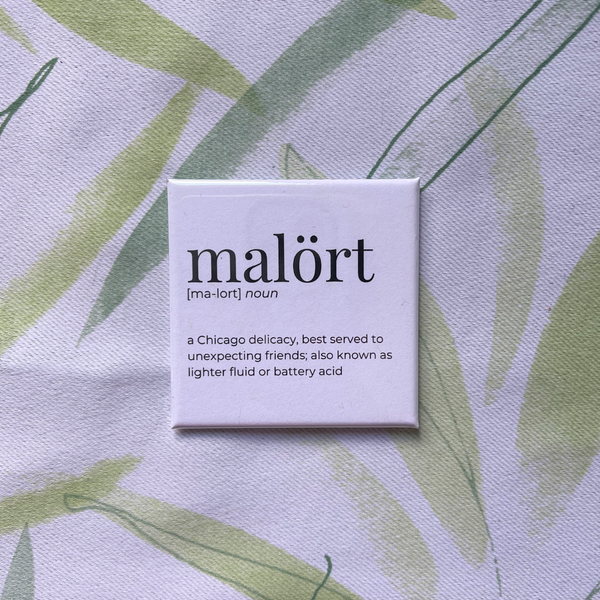 malört
[ma-lort] noun
a Chicago delicacy, best served to
unexpecting friends; also known as
lighter fluid or battery acid